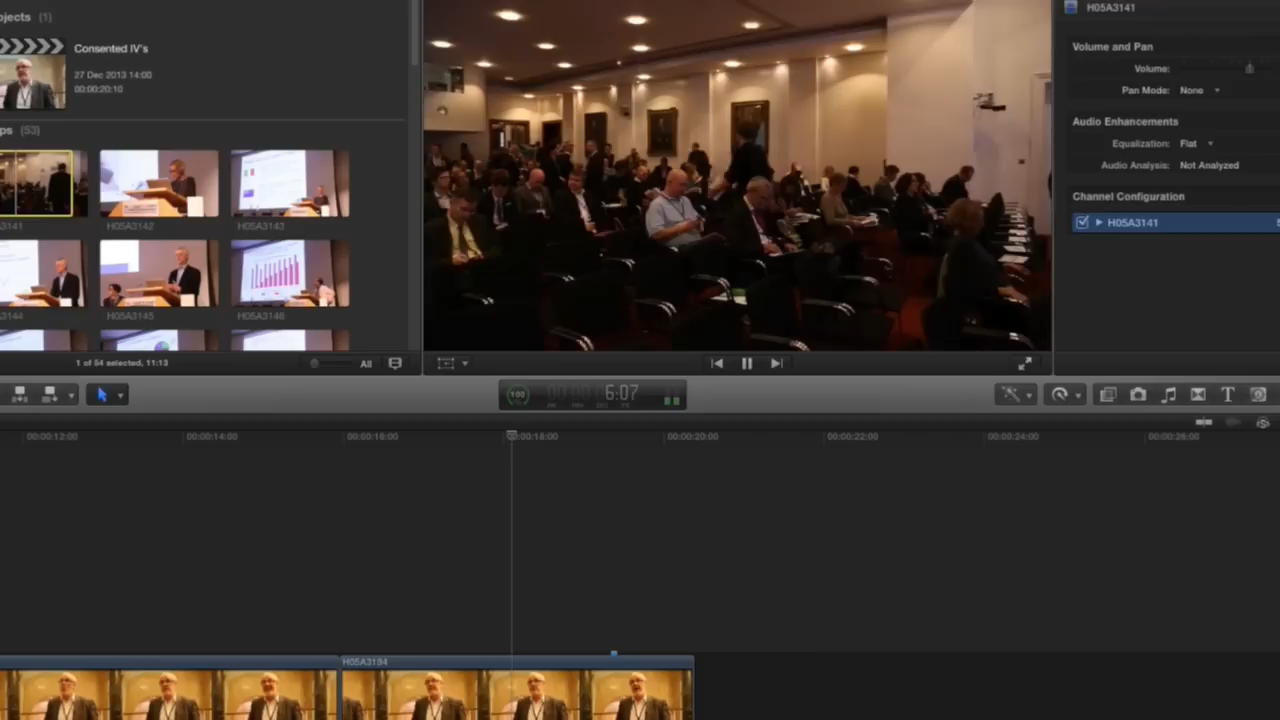 ojects (1)
Consented IV's
27 Dec 2013 14:00
00:00:20:10
ps (53)
3141
H05A3142
H05A3143
3144
H05A3145
H05A3146
1 of 54 selected, 11:13
All
H05A3141
Volume and Pan
Volume:
Pan Mode: None
Audio Enhancements
Equalization: Flat
Audio Analysis: Not Analyzed
Channel Configuration
H05A3141
100
6:07
T
00:00:12:00
00:00:14:00
00:00:16:00
00:00:18:00
00:00:20:00
00:00:22:00
00:00:24:00
00:00:26:00
H05A3194